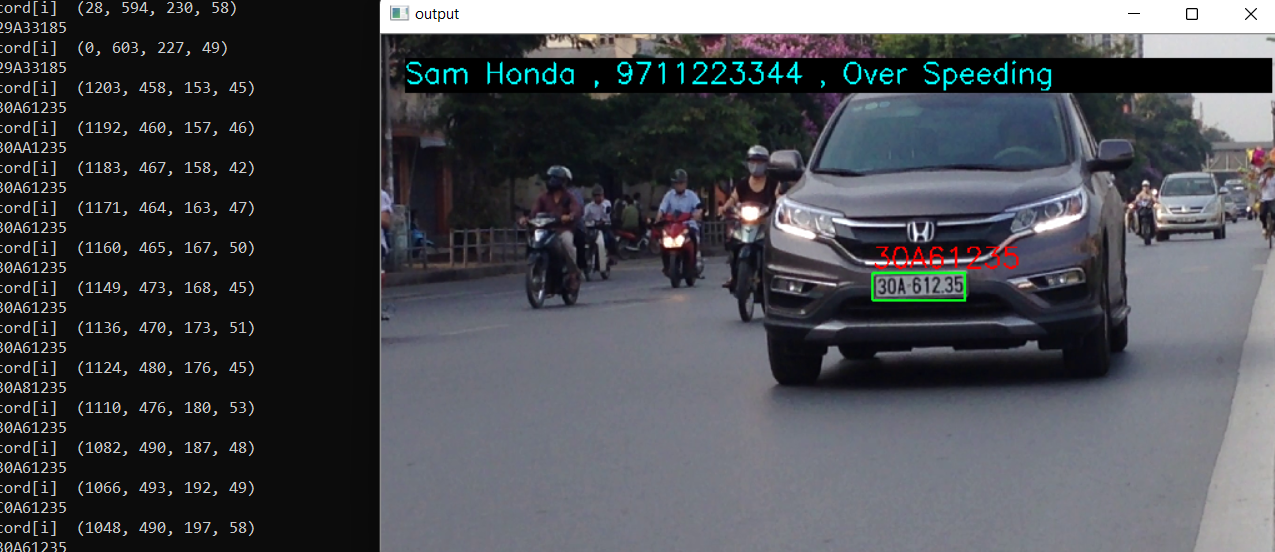 cord[i]  (28, 594, 230, 58)
29A33185
cord[i]  (0, 603, 227, 49)
29A33185
cord[i]  (1203, 458, 153, 45)
30A61235
cord[i]  (1192, 460, 157, 46)
30AA1235
cord[i]  (1183, 467, 158, 42)
30A61235
cord[i]  (1171, 464, 163, 47)
30A61235
cord[i]  (1160, 465, 167, 50)
30A61235
cord[i]  (1149, 473, 168, 45)
30A61235
cord[i]  (1136, 470, 173, 51)
30A61235
cord[i]  (1124, 480, 176, 45)
30A81235
cord[i]  (1110, 476, 180, 53)
30A61235
cord[i]  (1082, 490, 187, 48)
30A61235
cord[i]  (1066, 493, 192, 49)
C0A61235
cord[i]  (1048, 490, 197, 58)
30A61235
output
Sam Honda , 9711223344 , Over Speeding
30A61235
30A-612.35